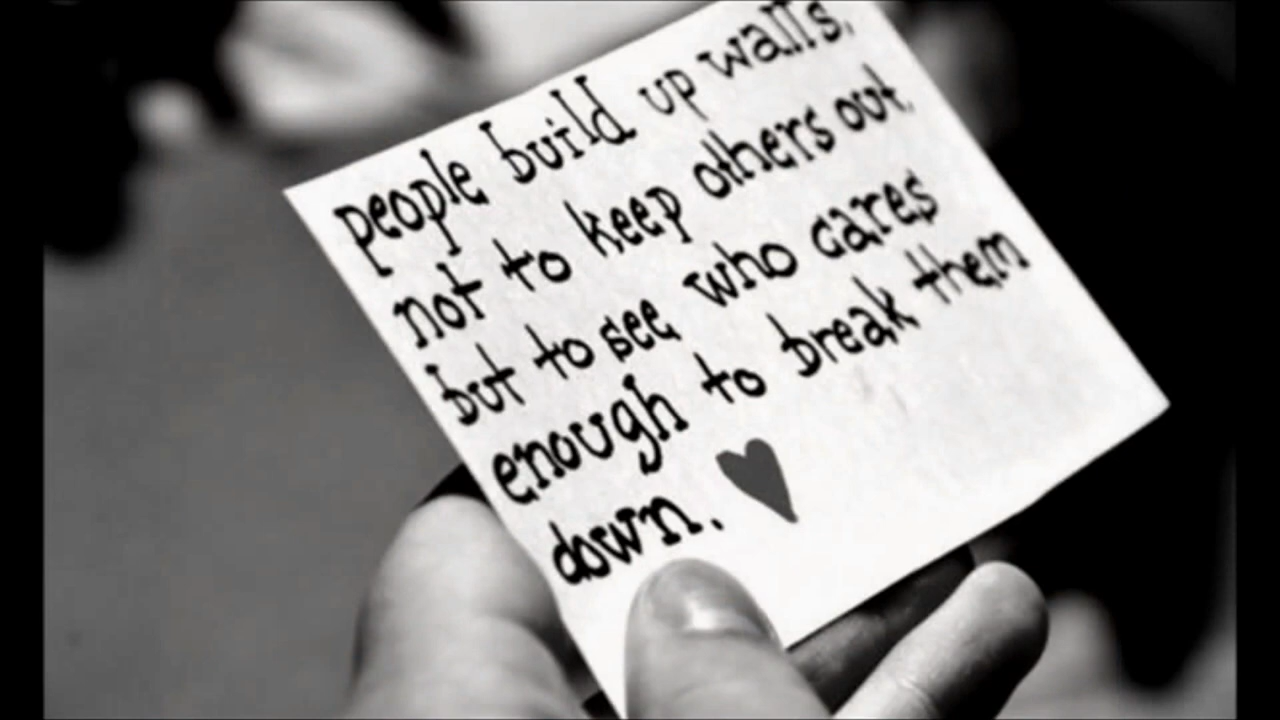 people build up walls,
not to keep others out,
but to see who cares
enough to break them
down. ♥